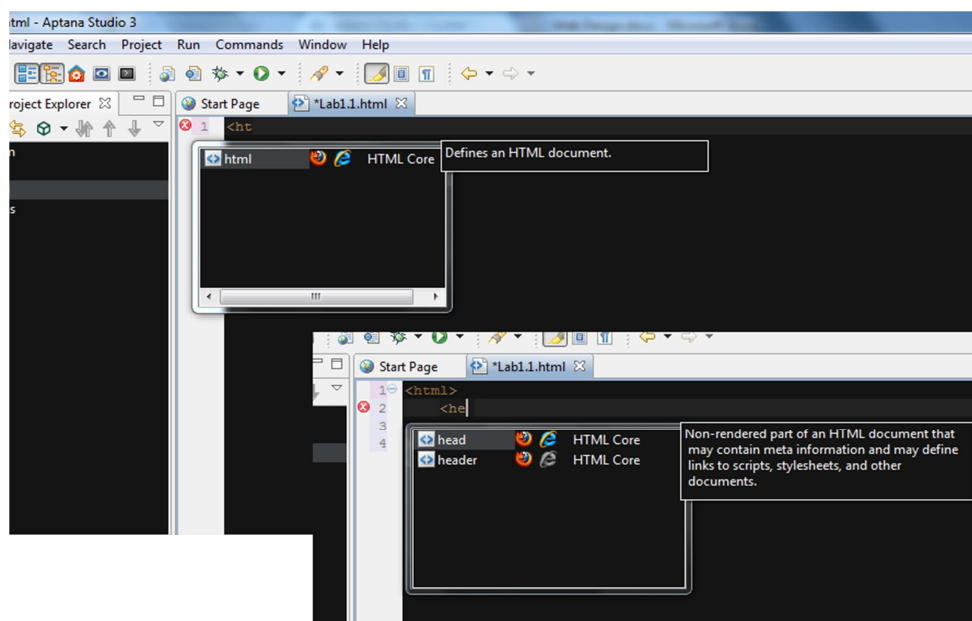 tml - Aptana Studio 3
Navigate Search Project Run Commands Window Help
roject Explorer
Start Page
*Lab1.1.html
1 <ht
html HTML Core
Defines an HTML document.
n
s
Start Page
*Lab1.1.html
1 <html>
2 <he
3
4
head HTML Core
header HTML Core
Non-rendered part of an HTML document that
may contain meta information and may define
links to scripts, stylesheets, and other
documents.